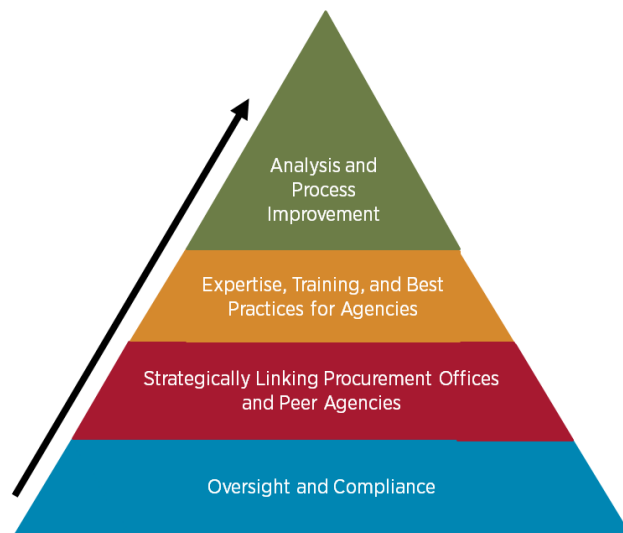 Analysis and
Process
Improvement
Expertise, Training, and Best
Practices for Agencies
Strategically Linking Procurement Offices
and Peer Agencies
Oversight and Compliance